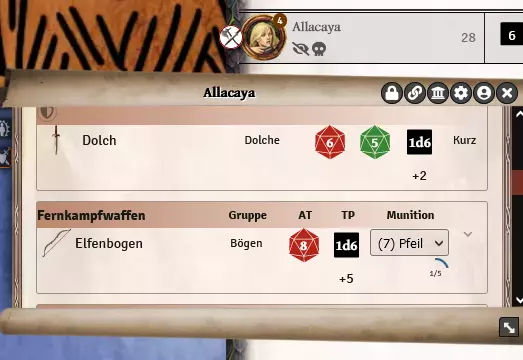 4
Allacaya
28
6
Allacaya
Dolch
Dolche
6
5
1d6
Kurz
+2
Fernkampfwaffen
Gruppe
AT
TP
Munition
Elfenbogen
Bögen
8
1d6
(7) Pfeil
+5
1/5